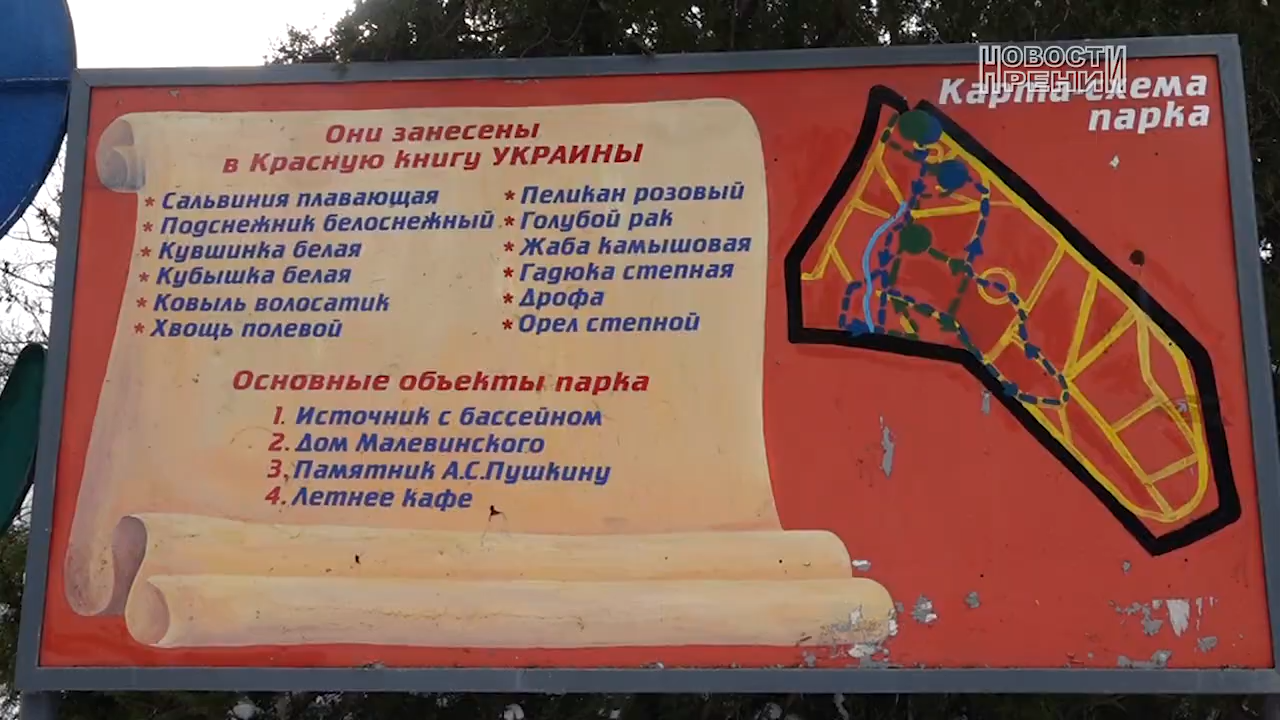 НОВОСТИ
РЕНИ
Карта-схема
парка
Они занесены
в Красную книгу УКРАИНЫ
* Сальвиния плавающая
* Подснежник белоснежный
* Кувшинка белая
* Кубышка белая
* Ковыль волосатик
* Хвощь полевой
* Пеликан розовый
* Голубой рак
* Жаба камышовая
* Гадюка степная
* Дрофа
* Орел степной
Основные объекты парка
1. Источник с бассейном
2. Дом Малевинского
3. Памятник А.С.Пушкину
4. Летнее кафе